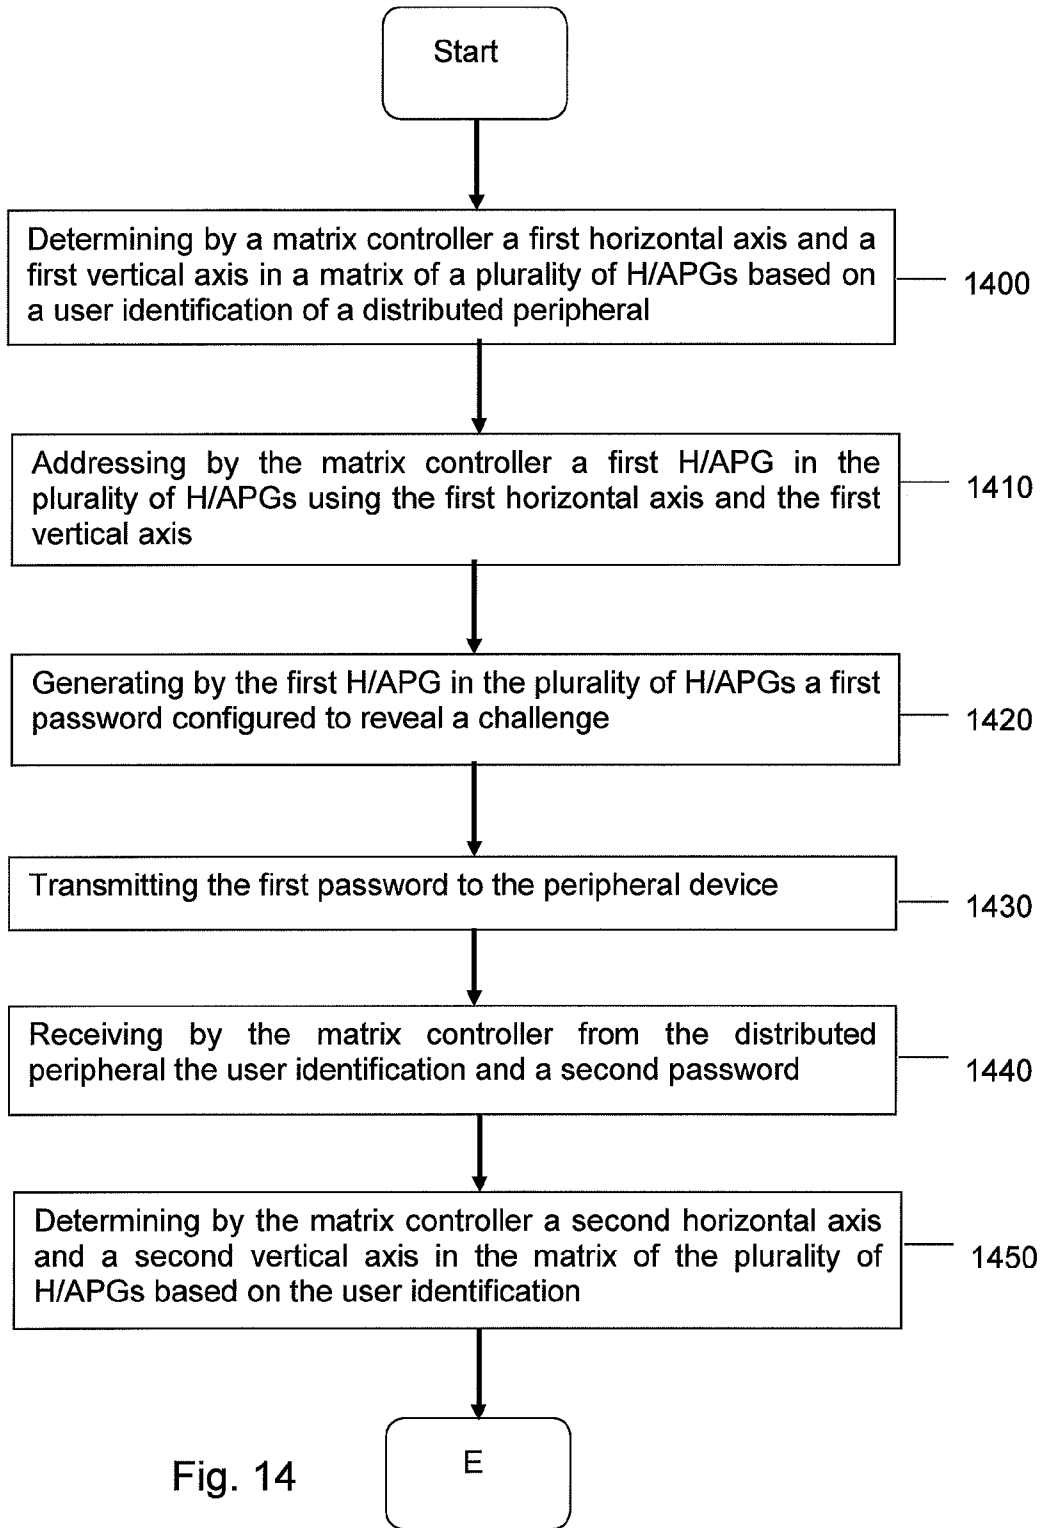 Start
Determining by a matrix controller a first horizontal axis and a
first vertical axis in a matrix of a plurality of H/APGs based on
a user identification of a distributed peripheral
1400
Addressing by the matrix controller a first H/APG in the
plurality of H/APGs using the first horizontal axis and the first
vertical axis
1410
Generating by the first H/APG in the plurality of H/APGs a first
password configured to reveal a challenge
1420
Transmitting the first password to the peripheral device
1430
Receiving by the matrix controller from the distributed
peripheral the user identification and a second password
1440
Determining by the matrix controller a second horizontal axis
and a second vertical axis in the matrix of the plurality of
H/APGs based on the user identification
1450
E
Fig. 14